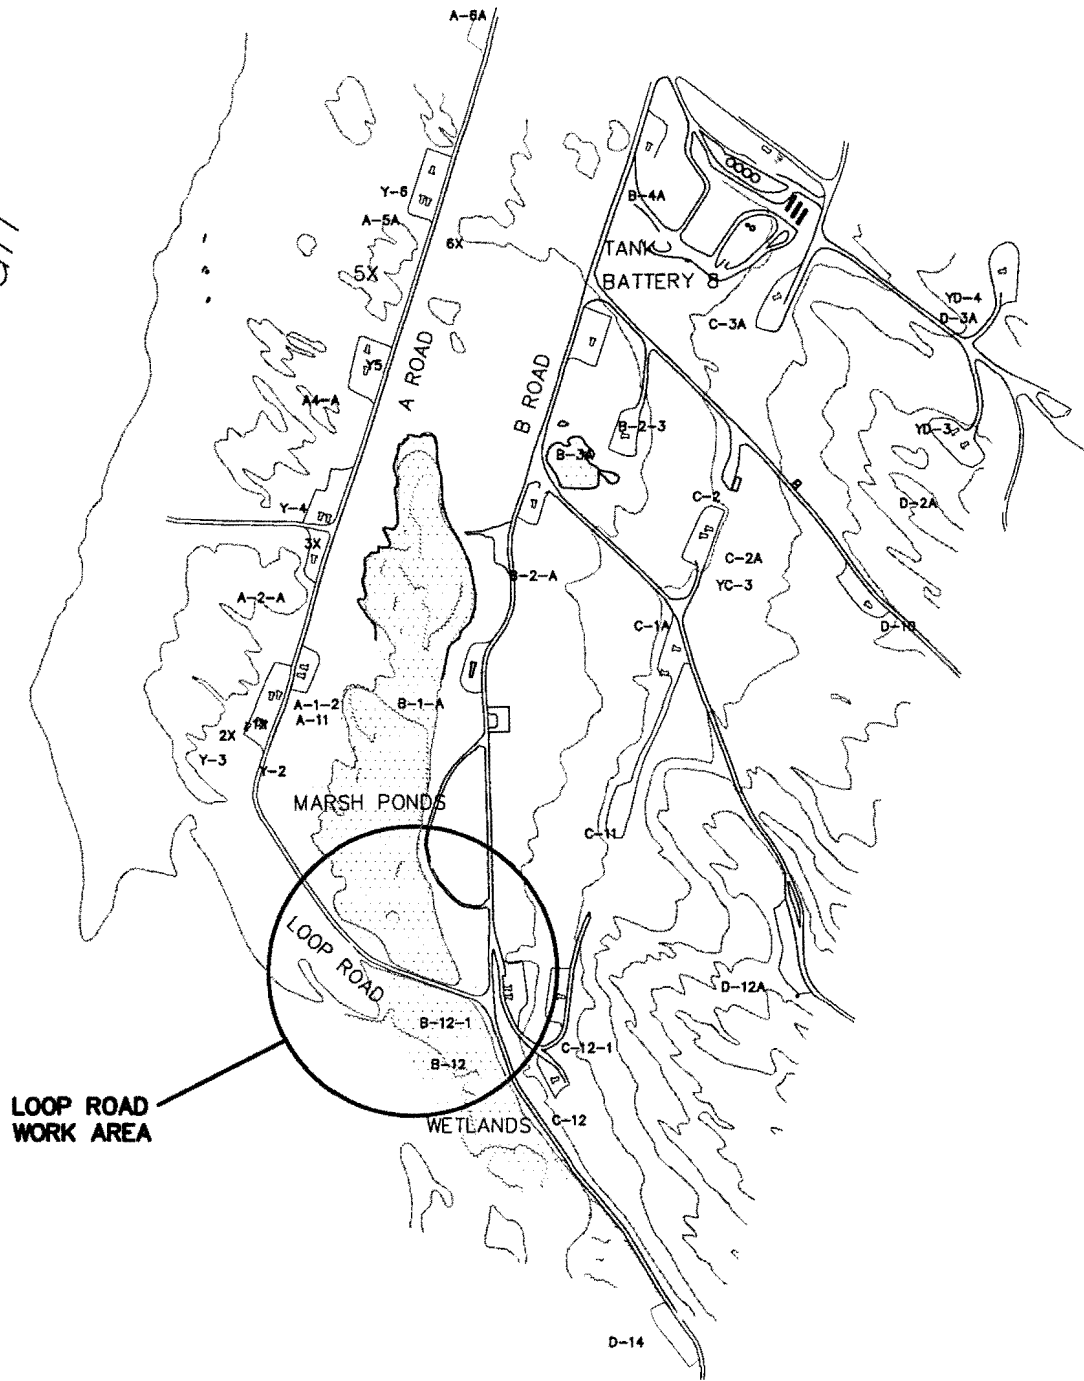 A-6A
Y-6
A-5A
6X
5X
B-4A
TANK
BATTERY 8
YD-4
D-3A
C-3A
Y5
A ROAD
B ROAD
A4-A
B-2-3
YD-3
B-3A
C-2
D-2A
Y-4
3X
C-2A
B-2-A
YC-3
A-2-A
C-1A
D-10
A-1-2
B-1-A
A-11
1X
2X
Y-3
Y-2
MARSH PONDS
C-11
LOOP ROAD
D-12A
B-12-1
C-12-1
B-12
LOOP ROAD
WORK AREA
C-12
WETLANDS
D-14